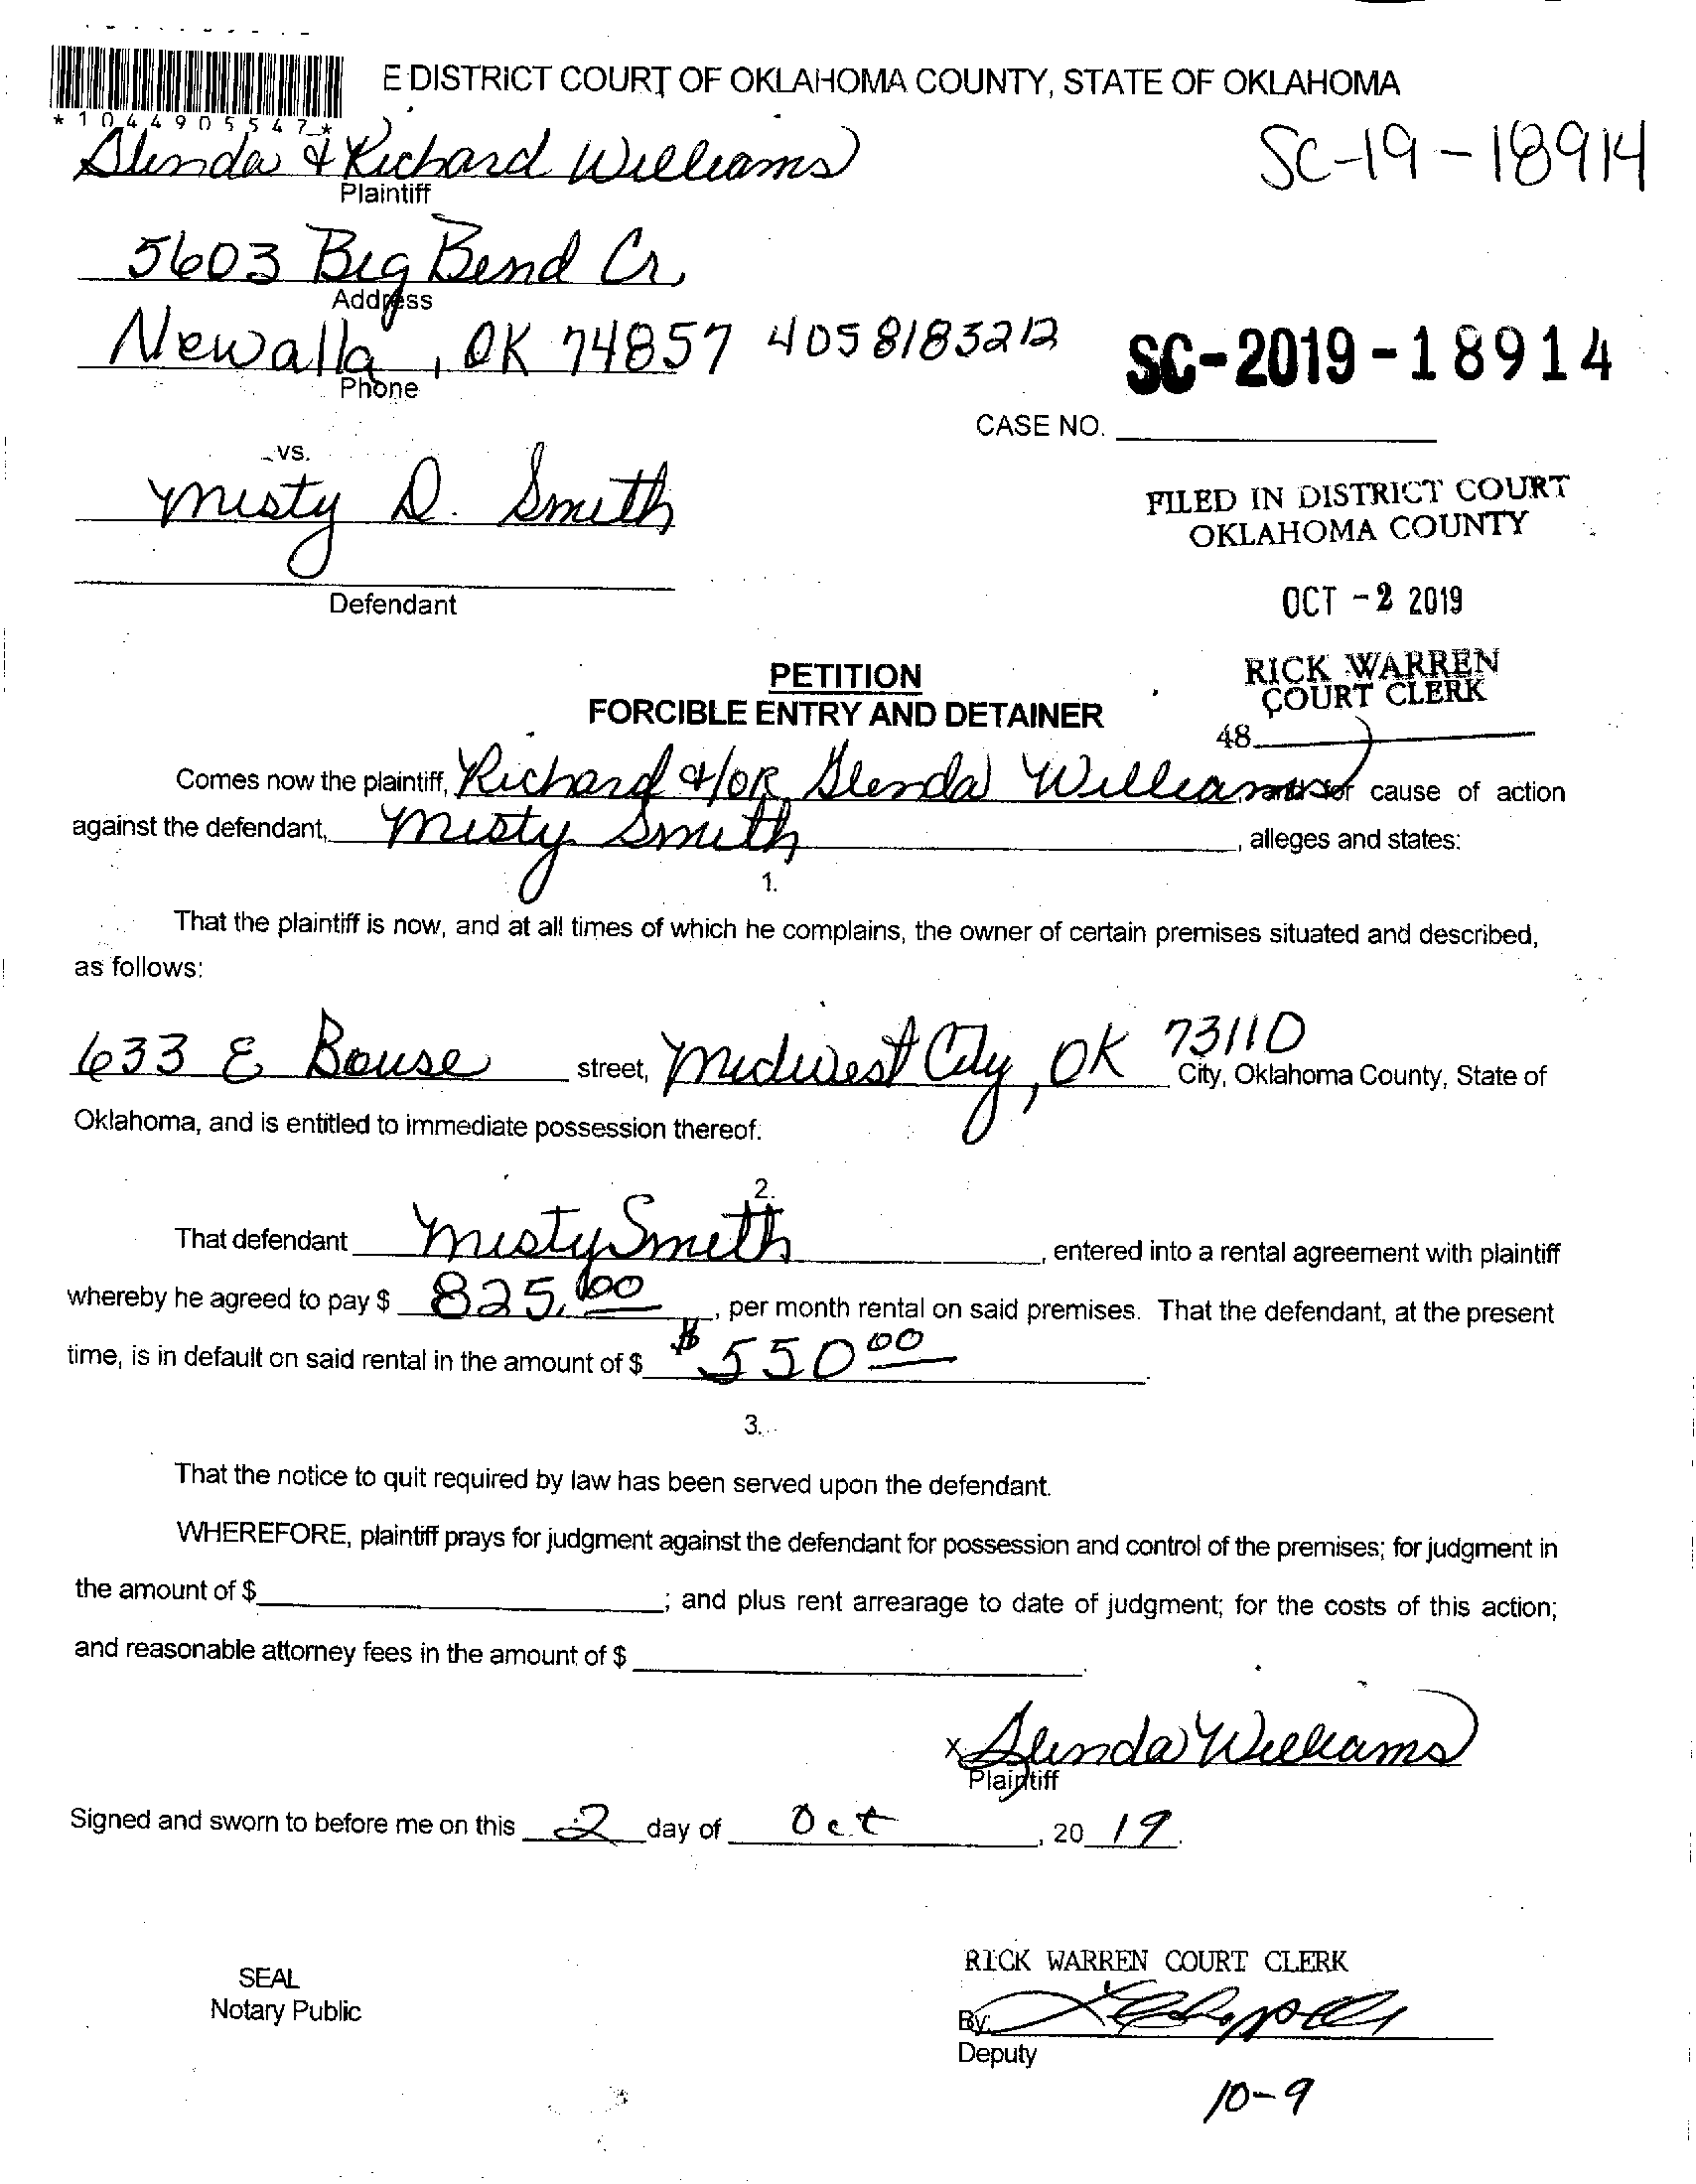 E DISTRICT COURT OF OKLAHOMA COUNTY, STATE OF OKLAHOMA
*1044905547*
Glenda & Richard Williams
SC-19-18914
Plaintiff
5603 Big Bend Cr
Address
Newalla, OK 74857 4058183212
SC-2019-18914
Phone
CASE NO.
vs.
Misty D. Smith
FILED IN DISTRICT COURT
OKLAHOMA COUNTY
Defendant
OCT -2 2019
PETITION
RICK WARREN
COURT CLERK
FORCIBLE ENTRY AND DETAINER
48
Comes now the plaintiff, Richard &/OR Glenda Williams, and for cause of action
against the defendant, Misty Smith, alleges and states:
1.
That the plaintiff is now, and at all times of which he complains, the owner of certain premises situated and described,
as follows:
633 E Bouse street, Midwest City, OK 73110 City, Oklahoma County, State of
Oklahoma, and is entitled to immediate possession thereof.
2.
That defendant Misty Smith, entered into a rental agreement with plaintiff
whereby he agreed to pay $ 825.00, per month rental on said premises. That the defendant, at the present
time, is in default on said rental in the amount of $ $550 00
3.
That the notice to quit required by law has been served upon the defendant.
WHEREFORE, plaintiff prays for judgment against the defendant for possession and control of the premises; for judgment in
the amount of $ ; and plus rent arrearage to date of judgment; for the costs of this action;
and reasonable attorney fees in the amount of $ .
x Glenda Williams
Plaintiff
Signed and sworn to before me on this 2 day of Oct, 20 19.
RICK WARREN COURT CLERK
SEAL
Notary Public
By:
Deputy
10-9